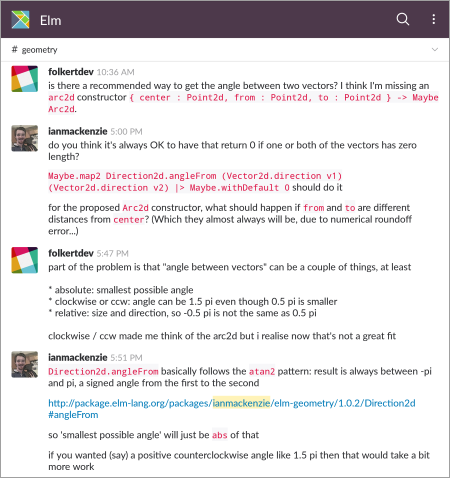 Elm
# geometry
folkertdev 10:36 AM
is there a recommended way to get the angle between two vectors? I think I'm missing an
arc2d constructor { center : Point2d, from : Point2d, to : Point2d } -> Maybe
Arc2d.
ianmackenzie 5:00 PM
do you think it's always OK to have that return 0 if one or both of the vectors has zero
length?
Maybe.map2 Direction2d.angleFrom (Vector2d.direction v1)
(Vector2d.direction v2) |> Maybe.withDefault 0 should do it
for the proposed Arc2d constructor, what should happen if from and to are different
distances from center? (Which they almost always will be, due to numerical roundoff
error...)
folkertdev 5:47 PM
part of the problem is that "angle between vectors" can be a couple of things, at least
* absolute: smallest possible angle
* clockwise or ccw: angle can be 1.5 pi even though 0.5 pi is smaller
* relative: size and direction, so -0.5 pi is not the same as 0.5 pi
clockwise / ccw made me think of the arc2d but i realise now that's not a great fit
ianmackenzie 5:51 PM
Direction2d.angleFrom basically follows the atan2 pattern: result is always between -pi
and pi, a signed angle from the first to the second
http://package.elm-lang.org/packages/ianmackenzie/elm-geometry/1.0.2/Direction2d
#angleFrom
so 'smallest possible angle' will just be abs of that
if you wanted (say) a positive counterclockwise angle like 1.5 pi then that would take a bit
more work